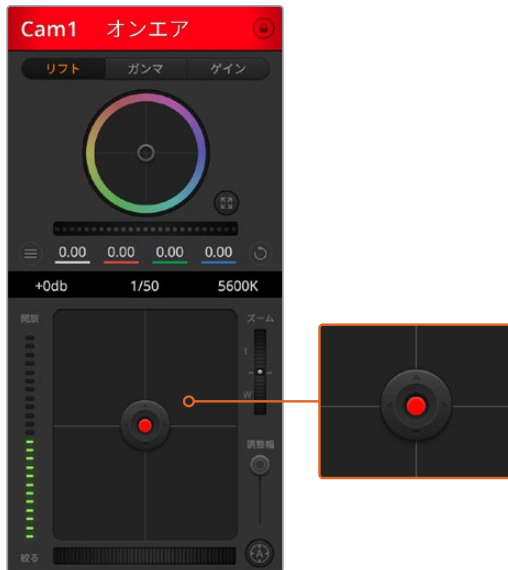 Cam1 オンエア
リフト ガンマ ゲイン
0.00 0.00 0.00 0.00
+0db 1/50 5600K
開放 ズーム
T
W
調整幅
絞る A